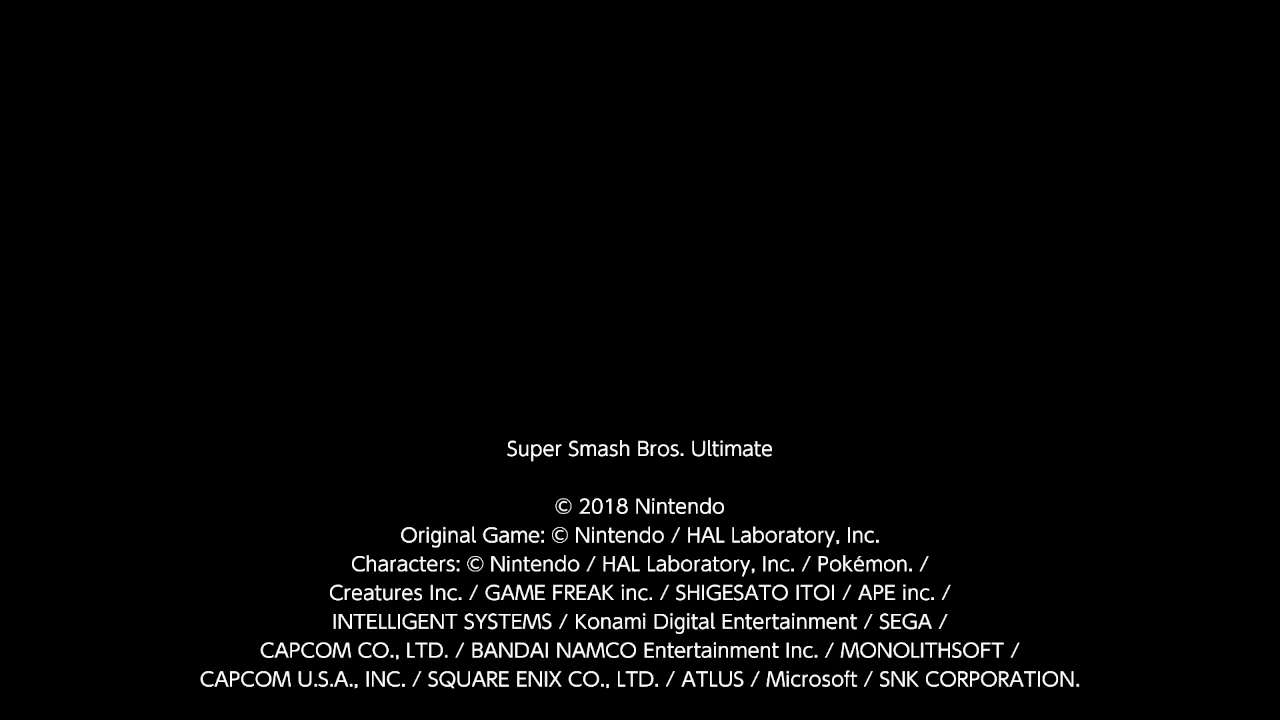 Super Smash Bros. Ultimate
© 2018 Nintendo
Original Game: © Nintendo / HAL Laboratory, Inc.
Characters: © Nintendo / HAL Laboratory, Inc. / Pokémon. /
Creatures Inc. / GAME FREAK inc. / SHIGESATO ITOI / APE inc. /
INTELLIGENT SYSTEMS / Konami Digital Entertainment / SEGA /
CAPCOM CO., LTD. / BANDAI NAMCO Entertainment Inc. / MONOLITHSOFT /
CAPCOM U.S.A., INC. / SQUARE ENIX CO., LTD. / ATLUS / Microsoft / SNK CORPORATION.